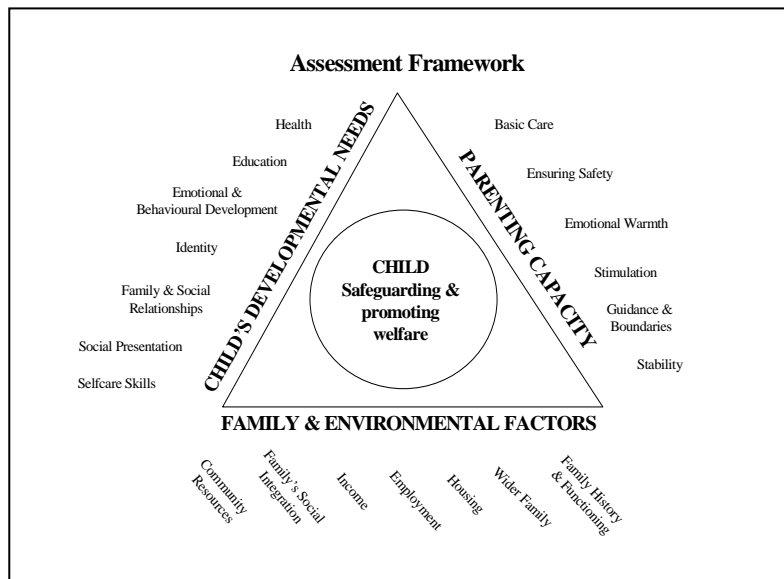 Assessment Framework
Health
Education
Emotional &
Behavioural Development
Identity
Family & Social
Relationships
Social Presentation
Selfcare Skills
CHILD'S DEVELOPMENTAL NEEDS
CHILD
Safeguarding &
promoting
welfare
PARENTING CAPACITY
Basic Care
Ensuring Safety
Emotional Warmth
Stimulation
Guidance &
Boundaries
Stability
FAMILY & ENVIRONMENTAL FACTORS
Community
Resources
Family's Social
Integration
Income
Employment
Housing
Wider Family
Family History
& Functioning